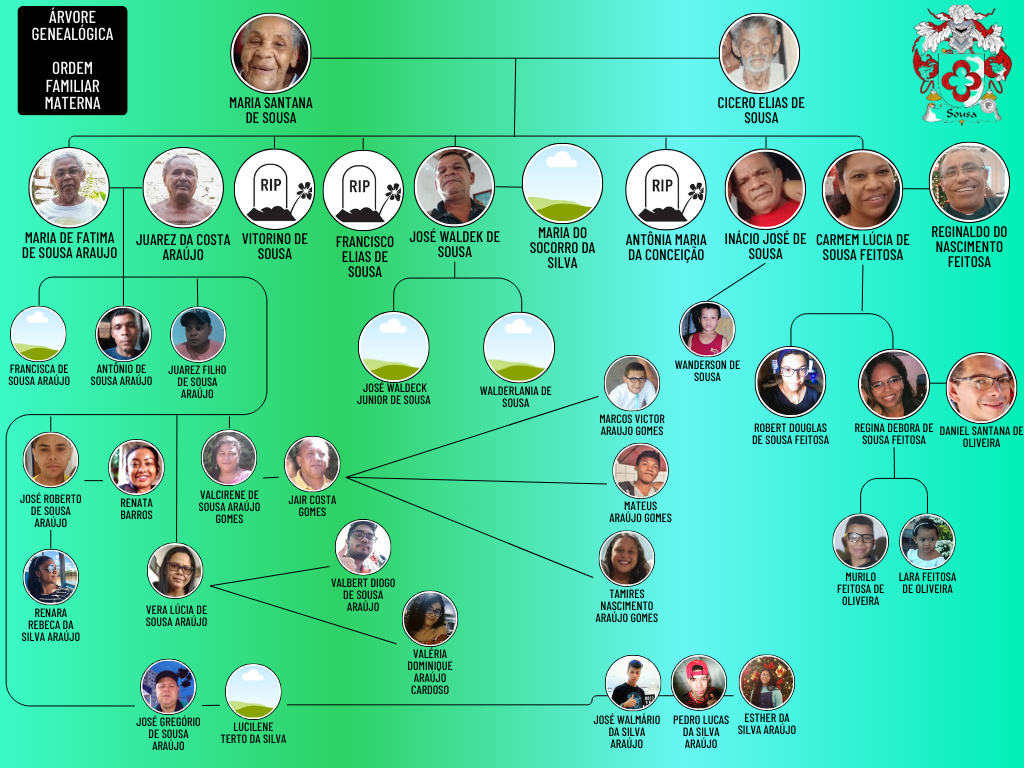 ÁRVORE
GENEALÓGICA
ORDEM
FAMILIAR
MATERNA
MARIA SANTANA
DE SOUSA
CICERO ELIAS DE
SOUSA
Sousa
RIP
RIP
RIP
MARIA DE FATIMA
DE SOUSA ARAUJO
JUAREZ DA COSTA
ARAÚJO
VITORINO DE
SOUSA
FRANCISCO
ELIAS DE
SOUSA
JOSÉ WALDEK DE
SOUSA
MARIA DO
SOCORRO DA
SILVA
ANTÔNIA MARIA
DA CONCEIÇÃO
INÁCIO JOSÉ DE
SOUSA
CARMEM LÚCIA DE
SOUSA FEITOSA
REGINALDO DO
NASCIMENTO
FEITOSA
FRANCISCA DE
SOUSA ARAÚJO
ANTÔNIO DE
SOUSA ARAÚJO
JUAREZ FILHO
DE SOUSA
ARAÚJO
JOSÉ WALDECK
JUNIOR DE SOUSA
WALDERLANIA DE
SOUSA
WANDERSON DE
SOUSA
MARCOS VICTOR
ARAUJO GOMES
ROBERT DOUGLAS
DE SOUSA FEITOSA
REGINA DEBORA DE
SOUSA FEITOSA
DANIEL SANTANA DE
OLIVEIRA
JOSÉ ROBERTO
DE SOUSA
ARAÚJO
RENATA
BARROS
VALCIRENE DE
SOUSA ARAÚJO
GOMES
JAIR COSTA
GOMES
MATEUS
ARAÚJO GOMES
RENARA
REBECA DA
SILVA ARAÚJO
VERA LÚCIA DE
SOUSA ARAÚJO
VALBERT DIOGO
DE SOUSA
ARAÚJO
TAMIRES
NASCIMENTO
ARAÚJO GOMES
MURILO
FEITOSA DE
OLIVEIRA
LARA FEITOSA
DE OLIVEIRA
VALÉRIA
DOMINIQUE
ARAÚJO
CARDOSO
JOSÉ GREGÓRIO
DE SOUSA
ARAÚJO
LUCILENE
TERTO DA SILVA
JOSÉ WALMÁRIO
DA SILVA
ARAÚJO
PEDRO LUCAS
DA SILVA
ARAÚJO
ESTHER DA
SILVA ARAÚJO